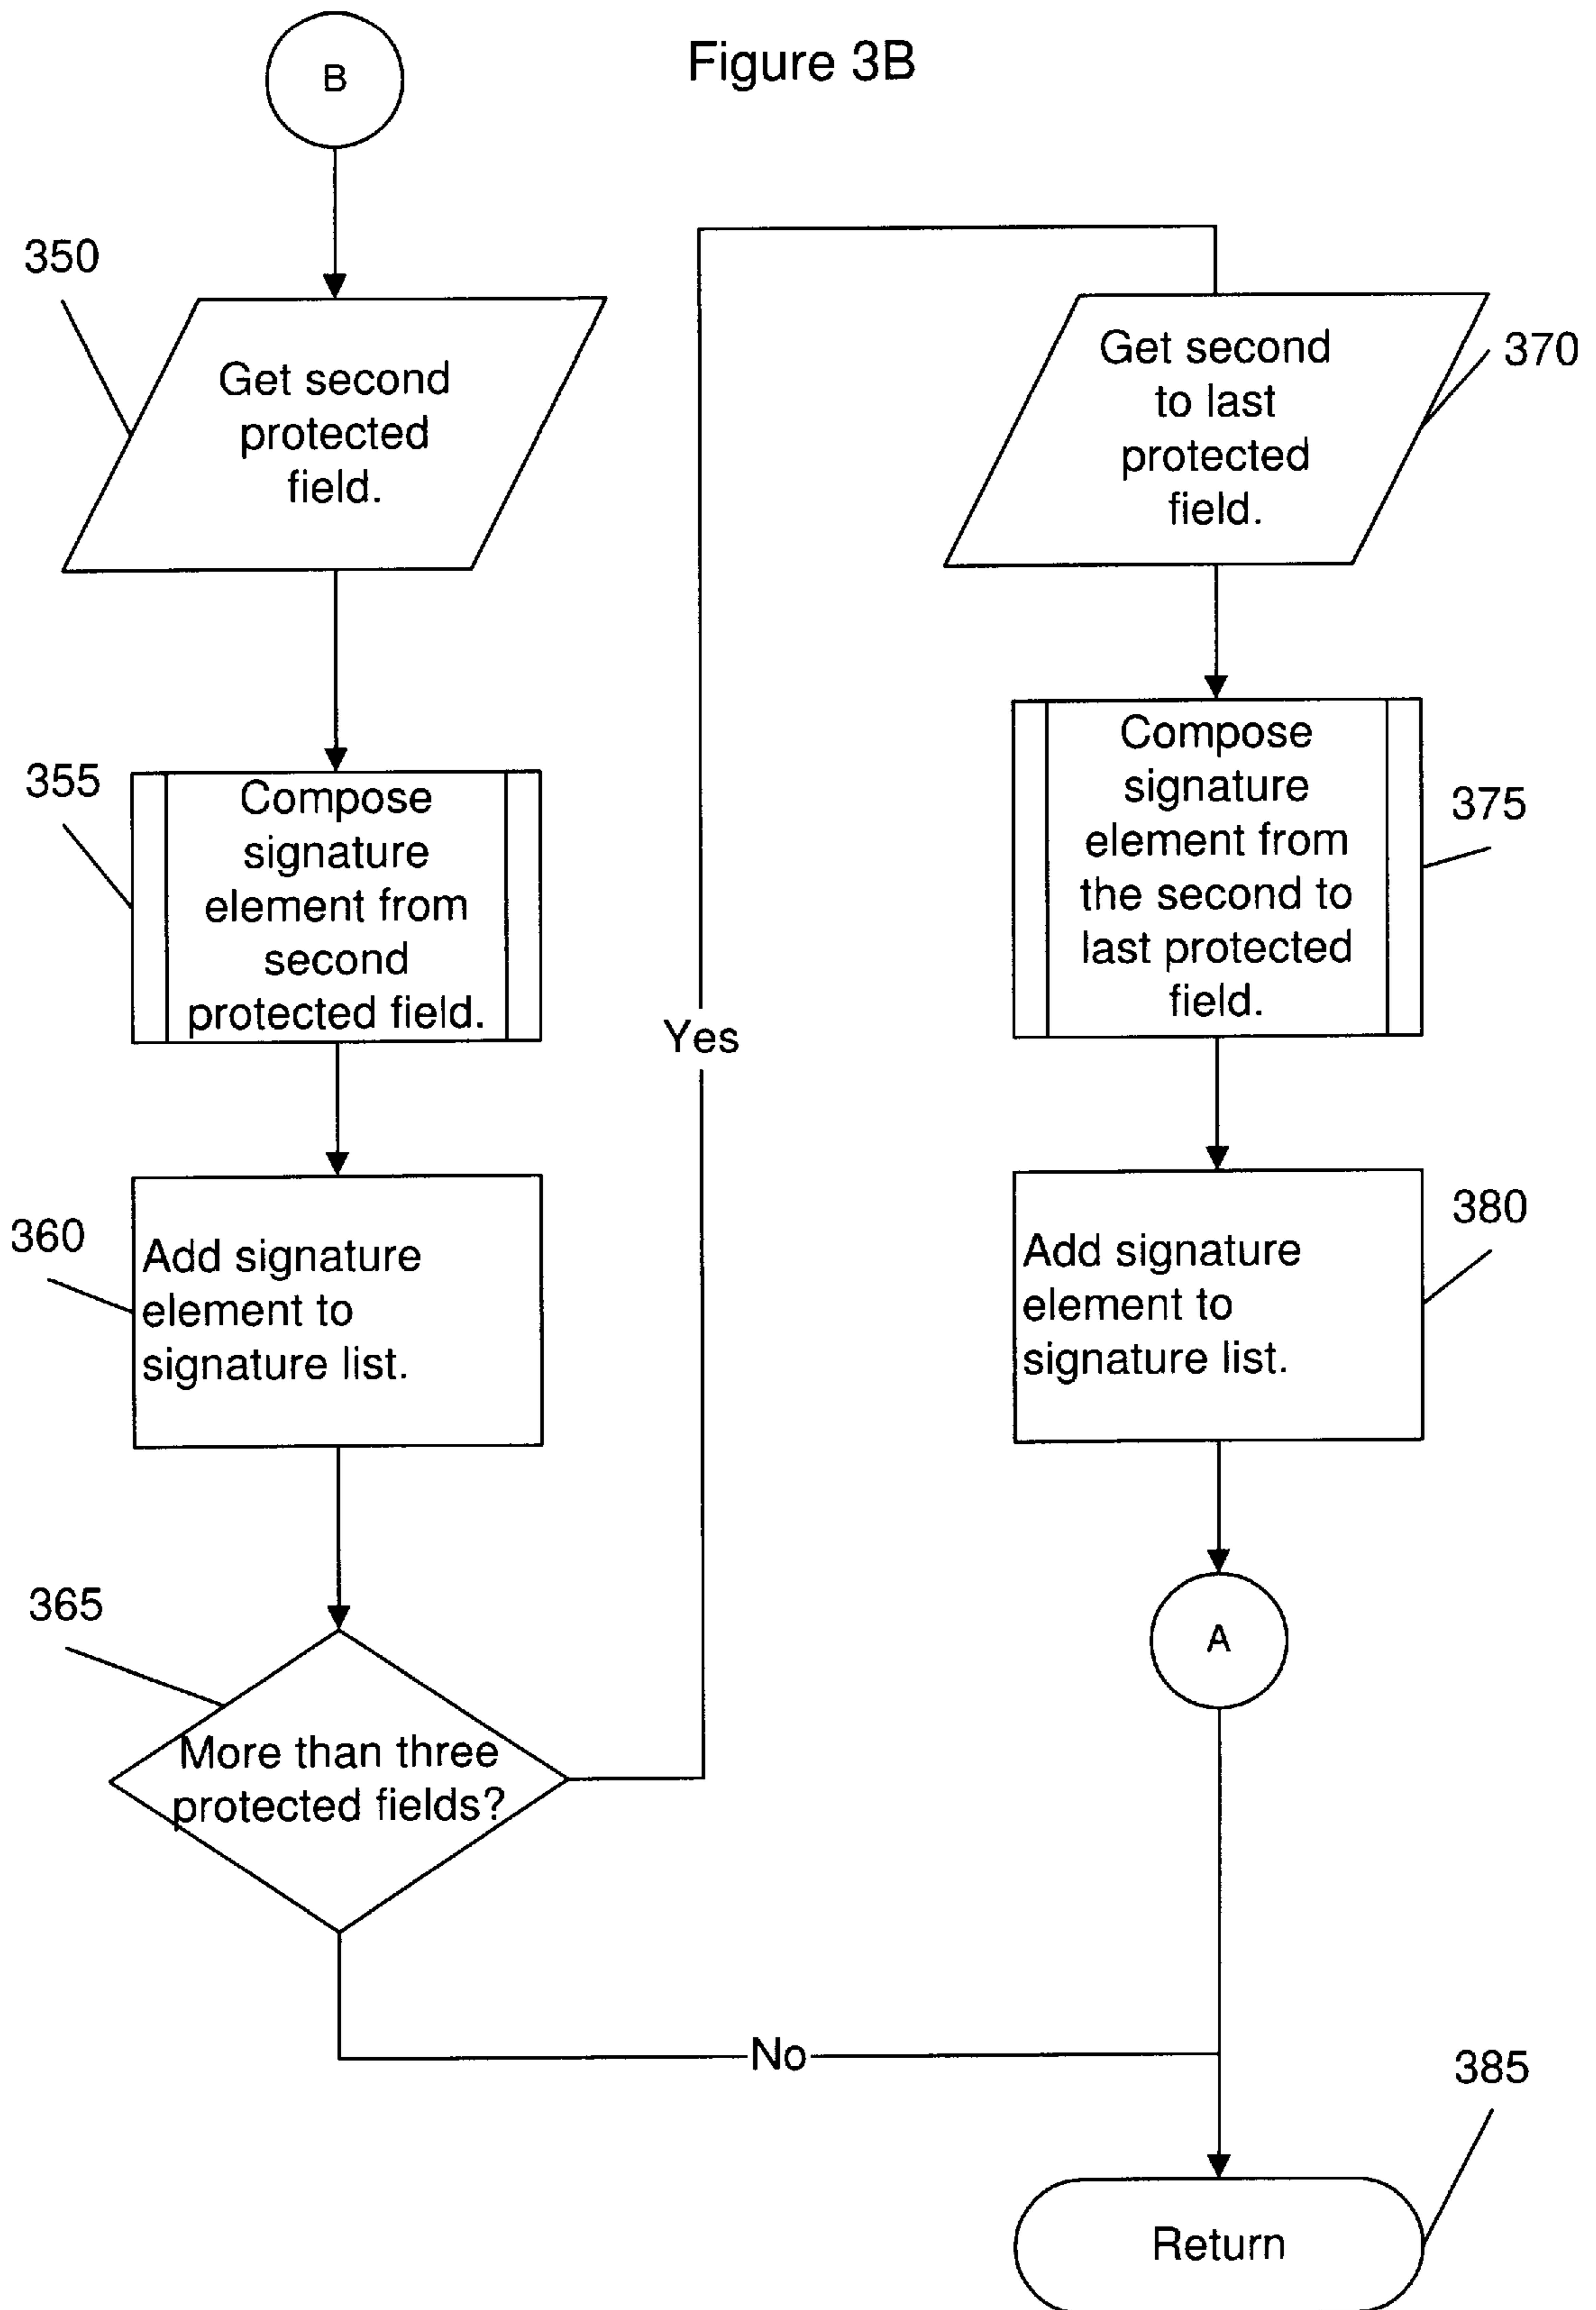 Figure 3B
B
350
Get second
protected
field.
355
Compose
signature
element from
second
protected field.
360
Add signature
element to
signature list.
365
More than three
protected fields?
Yes
No
370
Get second
to last
protected
field.
375
Compose
signature
element from
the second to
last protected
field.
380
Add signature
element to
signature list.
A
385
Return